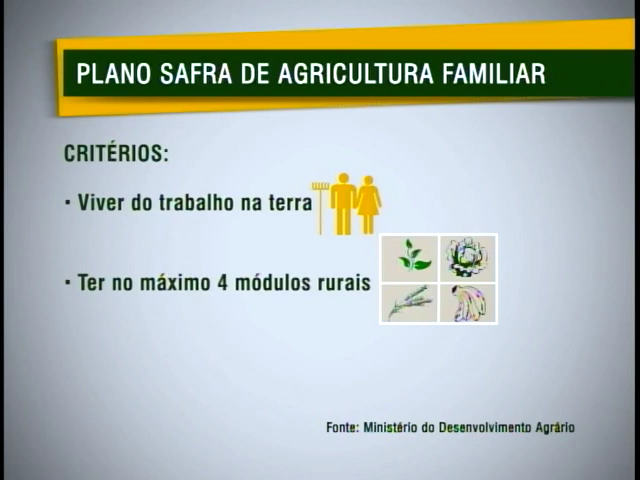 PLANO SAFRA DE AGRICULTURA FAMILIAR
CRITÉRIOS:
• Viver do trabalho na terra
• Ter no máximo 4 módulos rurais
Fonte: Ministério do Desenvolvimento Agrário